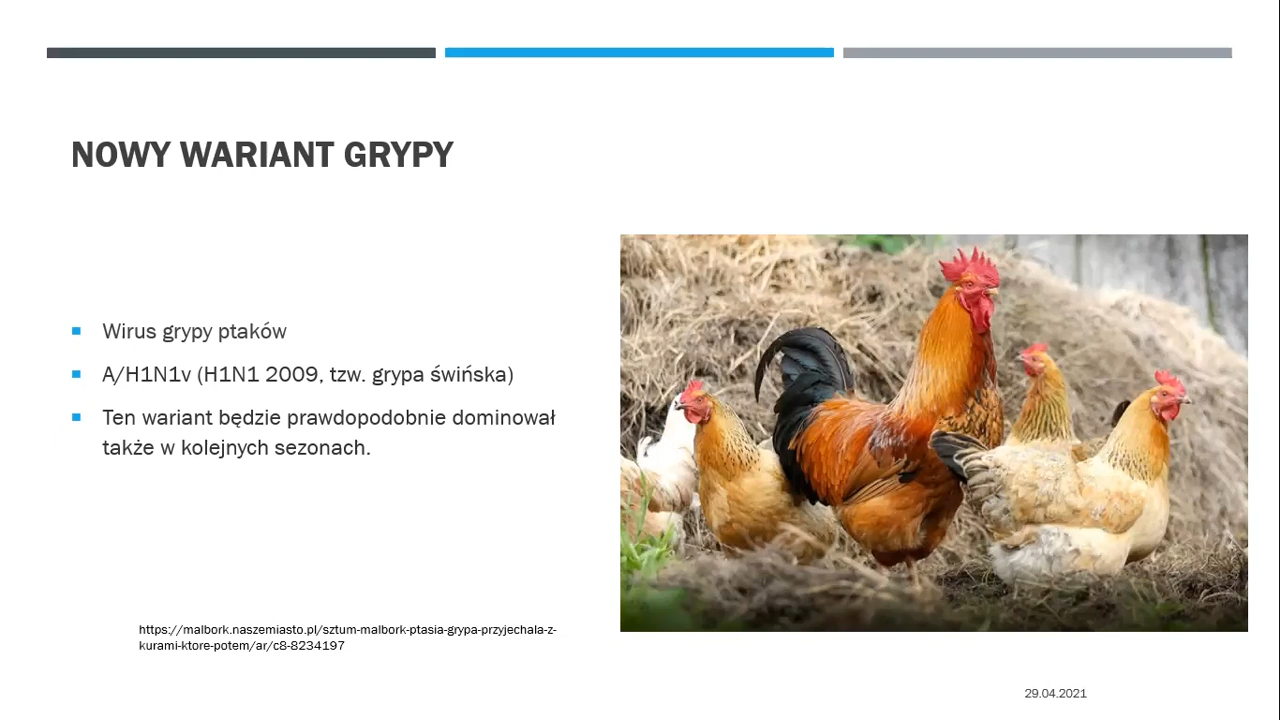 NOWY WARIANT GRYPY
Wirus grypy ptaków
A/H1N1v (H1N1 2009, tzw. grypa świńska)
Ten wariant będzie prawdopodobnie dominował
także w kolejnych sezonach.
https://malbork.naszemiasto.pl/sztum-malbork-ptasia-grypa-przyjechala-z-
kurami-ktore-potem/ar/c8-8234197
29.04.2021